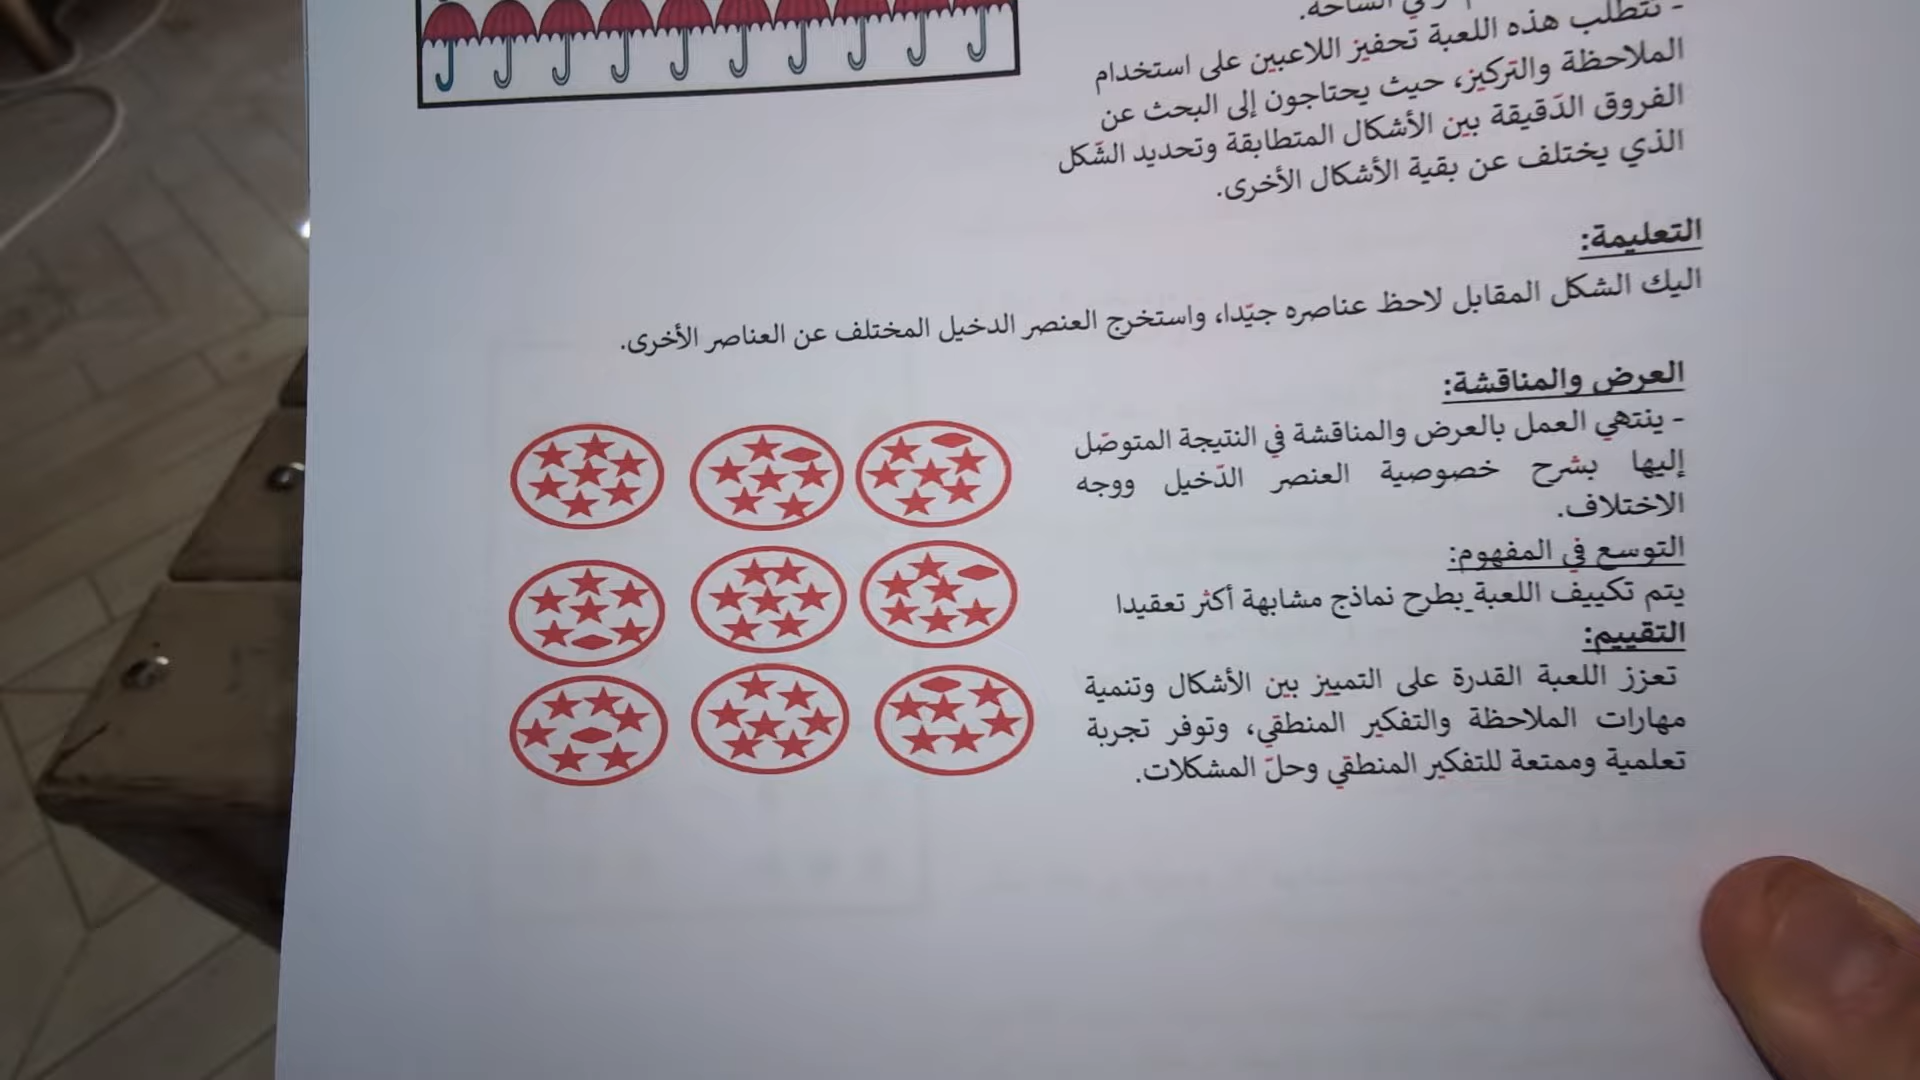 في الساحة.
- تتطلب هذه اللعبة تحفيز اللاعبين على استخدام
الملاحظة والتركيز، حيث يحتاجون إلى البحث عن
الفروق الدّقيقة بين الأشكال المتطابقة وتحديد الشّكل
الذي يختلف عن بقية الأشكال الأخرى.
التعليمة:
اليك الشكل المقابل لاحظ عناصره جيّدا، واستخرج العنصر الدخيل المختلف عن العناصر الأخرى.
العرض والمناقشة:
- ينتهي العمل بالعرض والمناقشة في النتيجة المتوصّل
إليها بشرح خصوصية العنصر الدّخيل ووجه
الاختلاف.
التوسع في المفهوم:
يتم تكييف اللعبة بطرح نماذج مشابهة أكثر تعقيدا
التقييم:
تعزز اللعبة القدرة على التمييز بين الأشكال وتنمية
مهارات الملاحظة والتفكير المنطقي، وتوفر تجربة
تعلمية وممتعة للتفكير المنطقي وحلّ المشكلات.